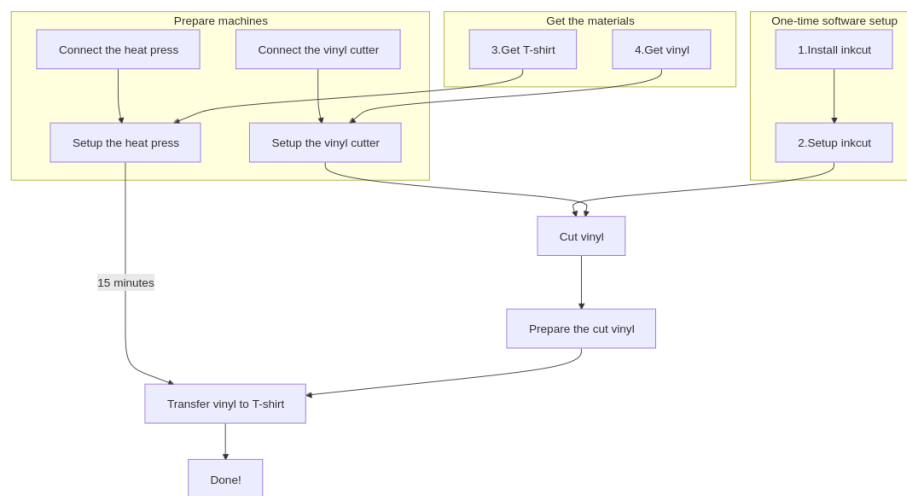 Prepare machines
Get the materials
One-time software setup
Connect the heat press
Connect the vinyl cutter
3.Get T-shirt
4.Get vinyl
1.Install inkcut
Setup the heat press
Setup the vinyl cutter
2.Setup inkcut
Cut vinyl
15 minutes
Prepare the cut vinyl
Transfer vinyl to T-shirt
Done!